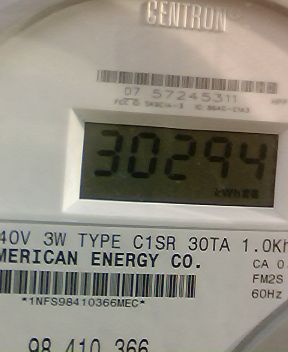 CENTRON®
07 57245311
30294
kWh
40V 3W TYPE C1SR 30TA 1.0Kh
MERICAN ENERGY CO.
CA 0
FM2S
*1NFS98410366MEC*
60Hz
98 410 366